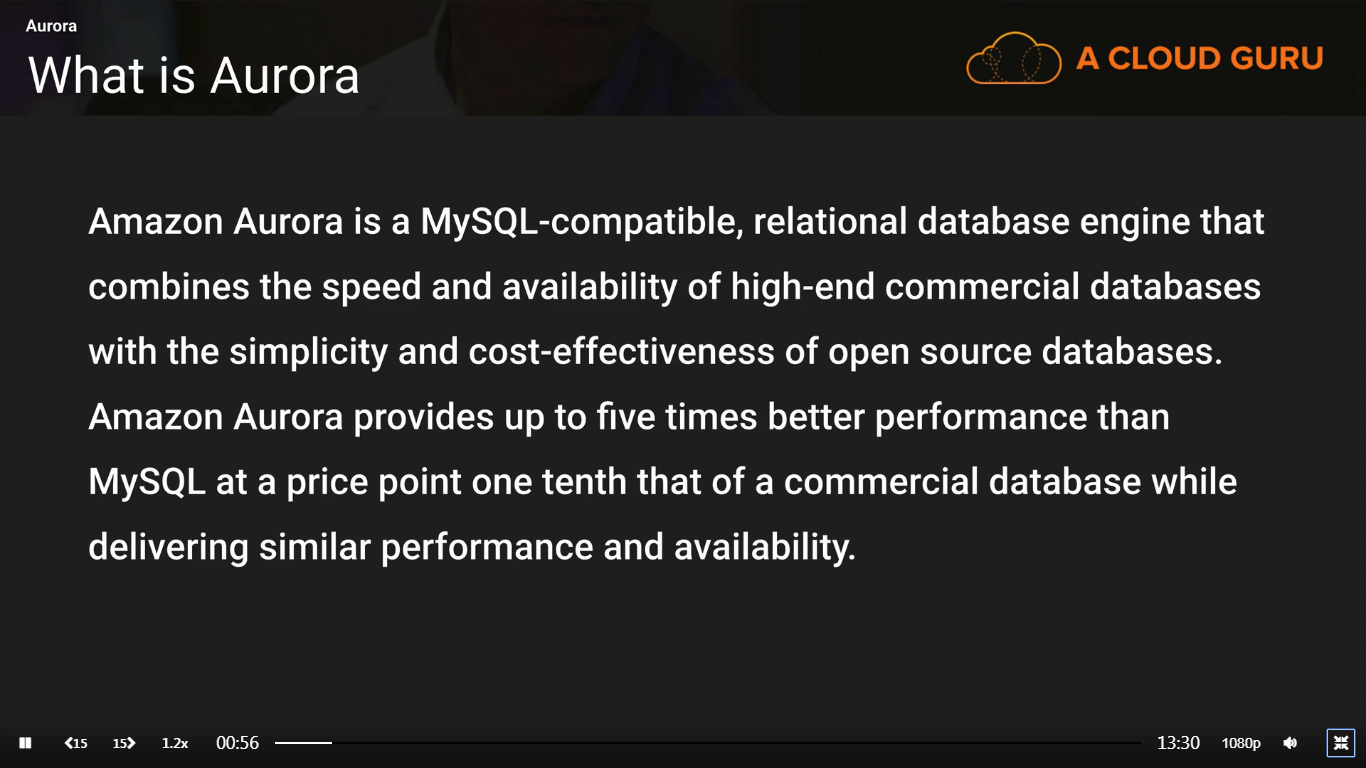 Aurora
What is Aurora
A CLOUD GURU
Amazon Aurora is a MySQL-compatible, relational database engine that
combines the speed and availability of high-end commercial databases
with the simplicity and cost-effectiveness of open source databases.
Amazon Aurora provides up to five times better performance than
MySQL at a price point one tenth that of a commercial database while
delivering similar performance and availability.
15 15 1.2x 00:56 13:30 1080p